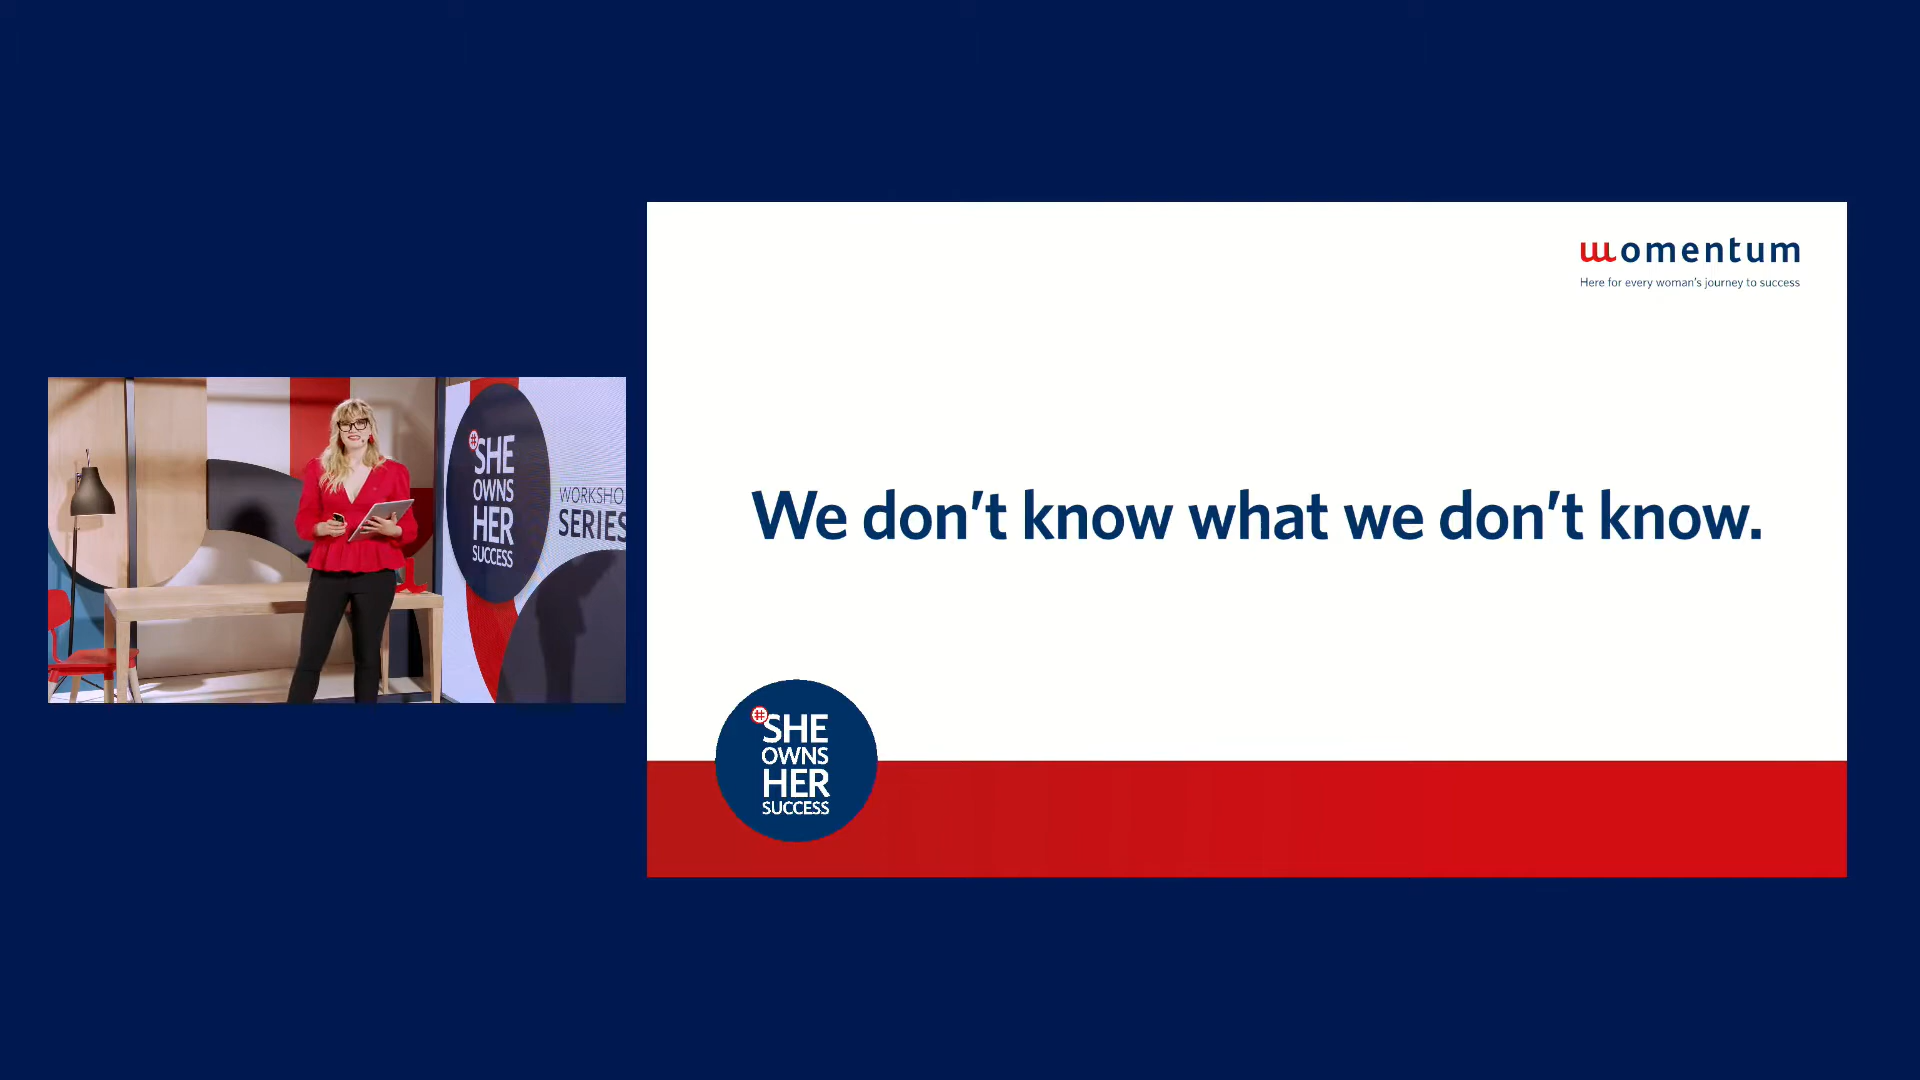 #SHE
OWNS
HER
SUCCESS
WORKSHO
SERIES
womentum
Here for every woman's journey to success
We don't know what we don't know.
#SHE
OWNS
HER
SUCCESS